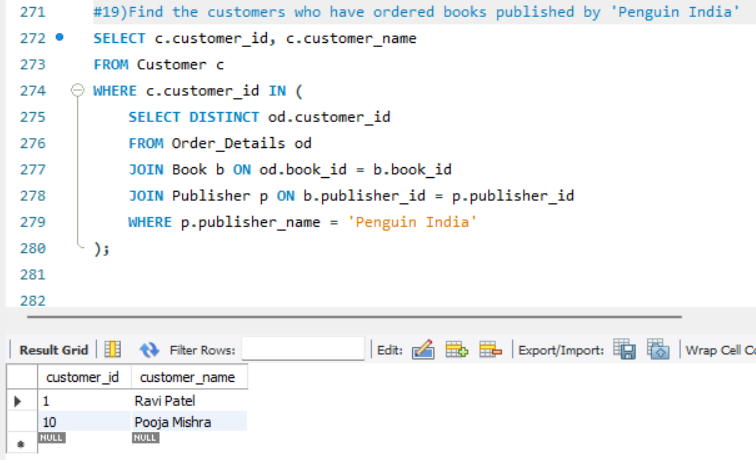 271 #19)Find the customers who have ordered books published by 'Penguin India'
272 SELECT c.customer_id, c.customer_name
273 FROM Customer c
274 WHERE c.customer_id IN (
275 SELECT DISTINCT od.customer_id
276 FROM Order_Details od
277 JOIN Book b ON od.book_id = b.book_id
278 JOIN Publisher p ON b.publisher_id = p.publisher_id
279 WHERE p.publisher_name = 'Penguin India'
280 );
281
282
Result Grid Filter Rows: Edit: Export/Import: Wrap Cell Co
customer_id customer_name
1 Ravi Patel
10 Pooja Mishra
NULL NULL